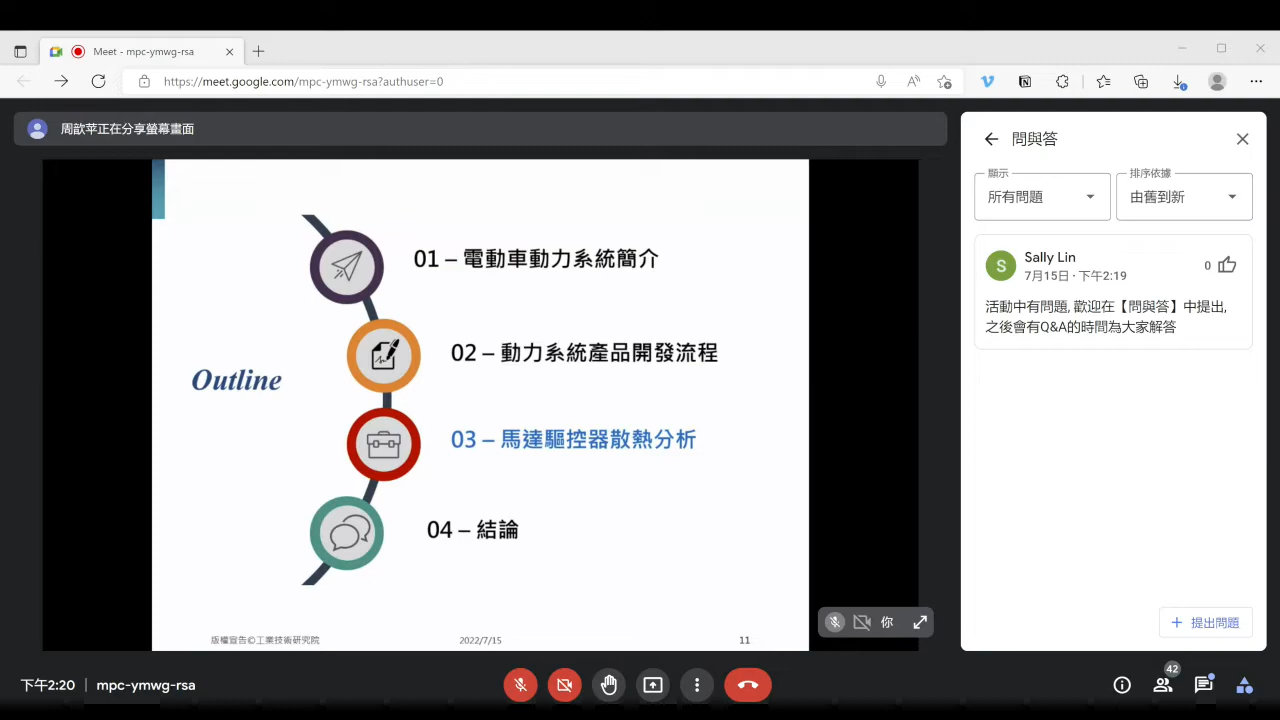 Meet - mpc-ymwg-rsa
https://meet.google.com/mpc-ymwg-rsa?authuser=0
周歆苹正在分享螢幕畫面
Outline
01 – 電動車動力系統簡介
02 – 動力系統產品開發流程
03 – 馬達驅控器散熱分析
04 – 結論
版權宣告©工業技術研究院
2022/7/15
11
你
問與答
顯示
所有問題
排序依據
由舊到新
S
Sally Lin
7月15日 · 下午2:19
0
活動中有問題, 歡迎在【問與答】中提出,
之後會有Q&A的時間為大家解答
+ 提出問題
下午2:20 | mpc-ymwg-rsa
42